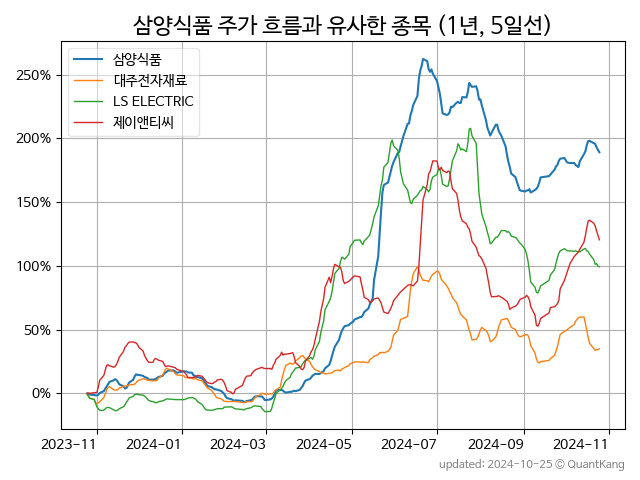 삼양식품 주가 흐름과 유사한 종목 (1년, 5일선)
삼양식품
대주전자재료
LS ELECTRIC
제이앤티씨
250%
200%
150%
100%
50%
0%
2023-11 2024-01 2024-03 2024-05 2024-07 2024-09 2024-11
updated: 2024-10-25 © QuantKang